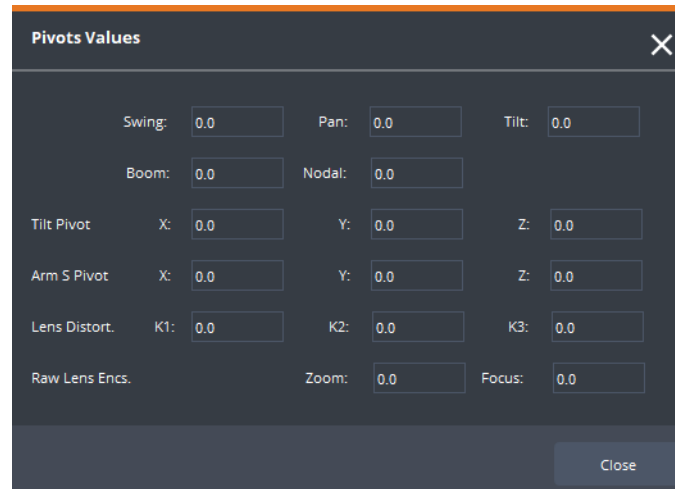 Pivots Values
Swing: 0.0 Pan: 0.0 Tilt: 0.0
Boom: 0.0 Nodal: 0.0
Tilt Pivot X: 0.0 Y: 0.0 Z: 0.0
Arm S Pivot X: 0.0 Y: 0.0 Z: 0.0
Lens Distort. K1: 0.0 K2: 0.0 K3: 0.0
Raw Lens Encs. Zoom: 0.0 Focus: 0.0
Close